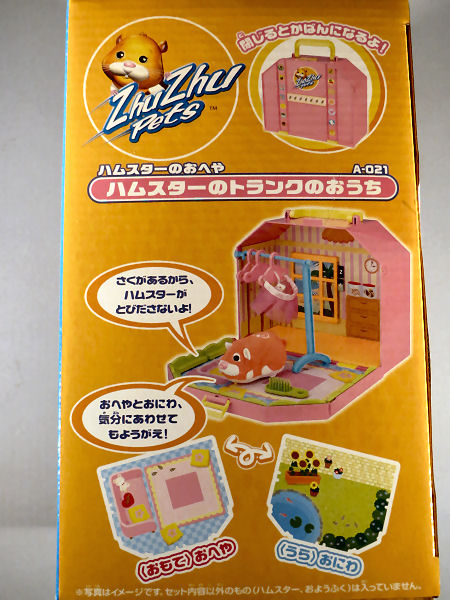 閉じるとかばんになるよ!
ZhuZhu
Pets
™
ZhuZhu
Pets
ハムスターのおへや
A-021
ハムスターのトランクのおうち
さくがあるから、
ハムスターが
とびださないよ!
おへやとおにわ、
気分にあわせて
もようがえ!
(おもて)おへや
(うら)おにわ
※写真はイメージです。セット内容以外のもの(ハムスター、おようふく)は入っていません。